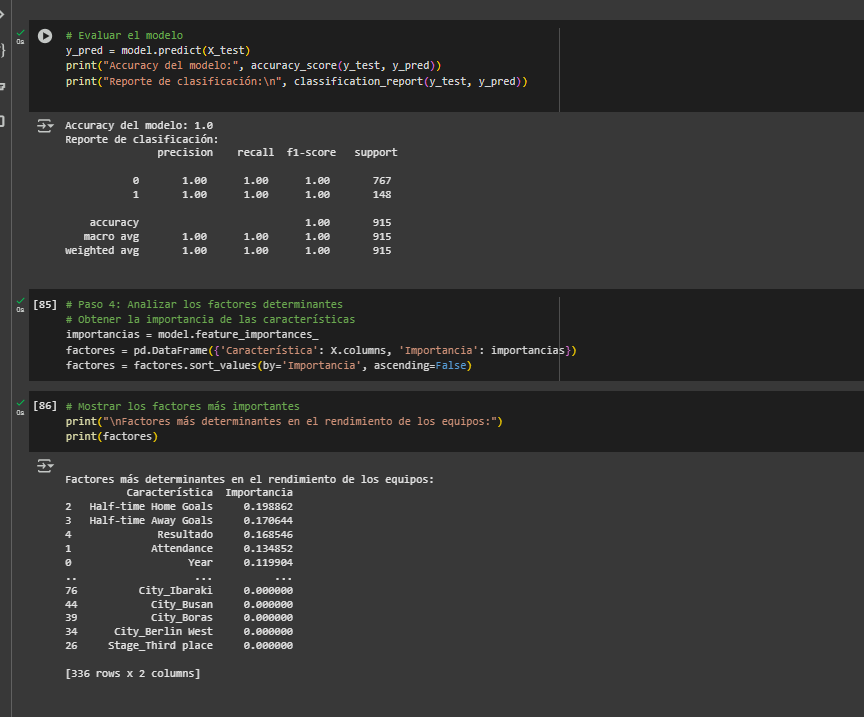 0s
# Evaluar el modelo
y_pred = model.predict(X_test)
print("Accuracy del modelo:", accuracy_score(y_test, y_pred))
print("Reporte de clasificación:\n", classification_report(y_test, y_pred))
Accuracy del modelo: 1.0
Reporte de clasificación:
precision recall f1-score support
0 1.00 1.00 1.00 767
1 1.00 1.00 1.00 148
accuracy 1.00 915
macro avg 1.00 1.00 1.00 915
weighted avg 1.00 1.00 1.00 915
0s
[85] # Paso 4: Analizar los factores determinantes
# Obtener la importancia de las características
importancias = model.feature_importances_
factores = pd.DataFrame({'Característica': X.columns, 'Importancia': importancias})
factores = factores.sort_values(by='Importancia', ascending=False)
0s
[86] # Mostrar los factores más importantes
print("\nFactores más determinantes en el rendimiento de los equipos:")
print(factores)
Factores más determinantes en el rendimiento de los equipos:
Característica Importancia
2 Half-time Home Goals 0.198862
3 Half-time Away Goals 0.170644
4 Resultado 0.168546
1 Attendance 0.134852
0 Year 0.119904
.. ... ...
76 City_Ibaraki 0.000000
44 City_Busan 0.000000
39 City_Boras 0.000000
34 City_Berlin West 0.000000
26 Stage_Third place 0.000000
[336 rows x 2 columns]